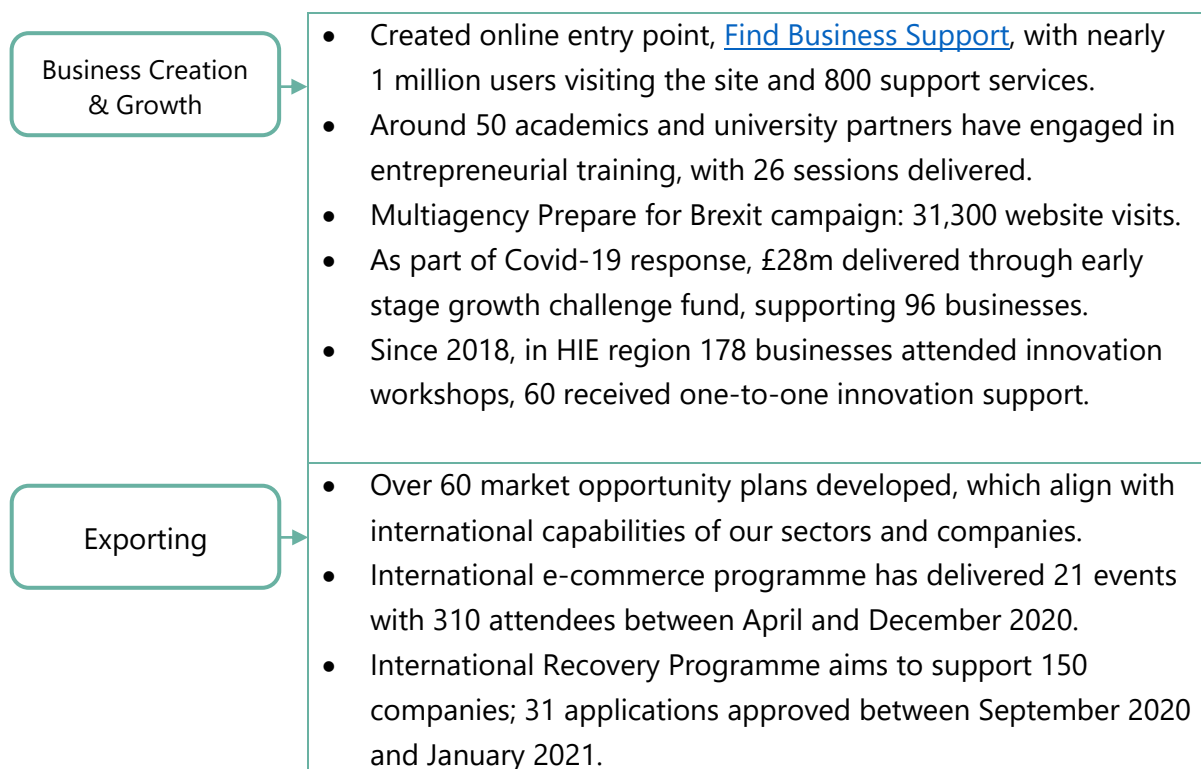 Business Creation
& Growth
• Created online entry point, Find Business Support, with nearly
1 million users visiting the site and 800 support services.
• Around 50 academics and university partners have engaged in
entrepreneurial training, with 26 sessions delivered.
• Multiagency Prepare for Brexit campaign: 31,300 website visits.
• As part of Covid-19 response, £28m delivered through early
stage growth challenge fund, supporting 96 businesses.
• Since 2018, in HIE region 178 businesses attended innovation
workshops, 60 received one-to-one innovation support.
Exporting
• Over 60 market opportunity plans developed, which align with
international capabilities of our sectors and companies.
• International e-commerce programme has delivered 21 events
with 310 attendees between April and December 2020.
• International Recovery Programme aims to support 150
companies; 31 applications approved between September 2020
and January 2021.